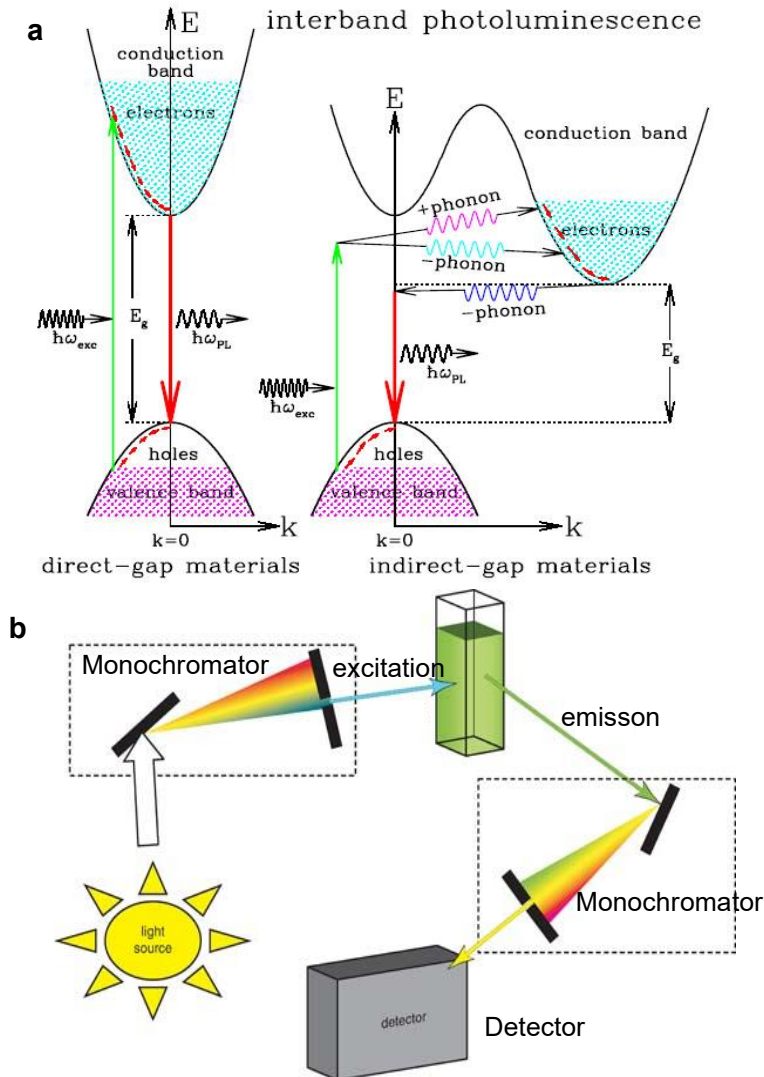 a
interband photoluminescence
E
conduction
band
electrons
E_g
ħω_exc
ħω_PL
holes
valence band
k
k=0
direct-gap materials
E
conduction band
+phonon
electrons
-phonon
-phonon
E_g
ħω_PL
ħω_exc
holes
valence band
k
k=0
indirect-gap materials
b
Monochromator
excitation
emisson
Monochromator
light
source
detector
Detector